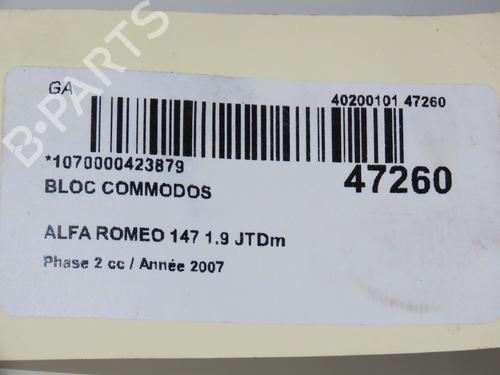 GA
40200101 47260
*1070000423879
47260
BLOC COMMODOS
ALFA ROMEO 147 1.9 JTDm
Phase 2 cc / Année 2007
B-PARTS